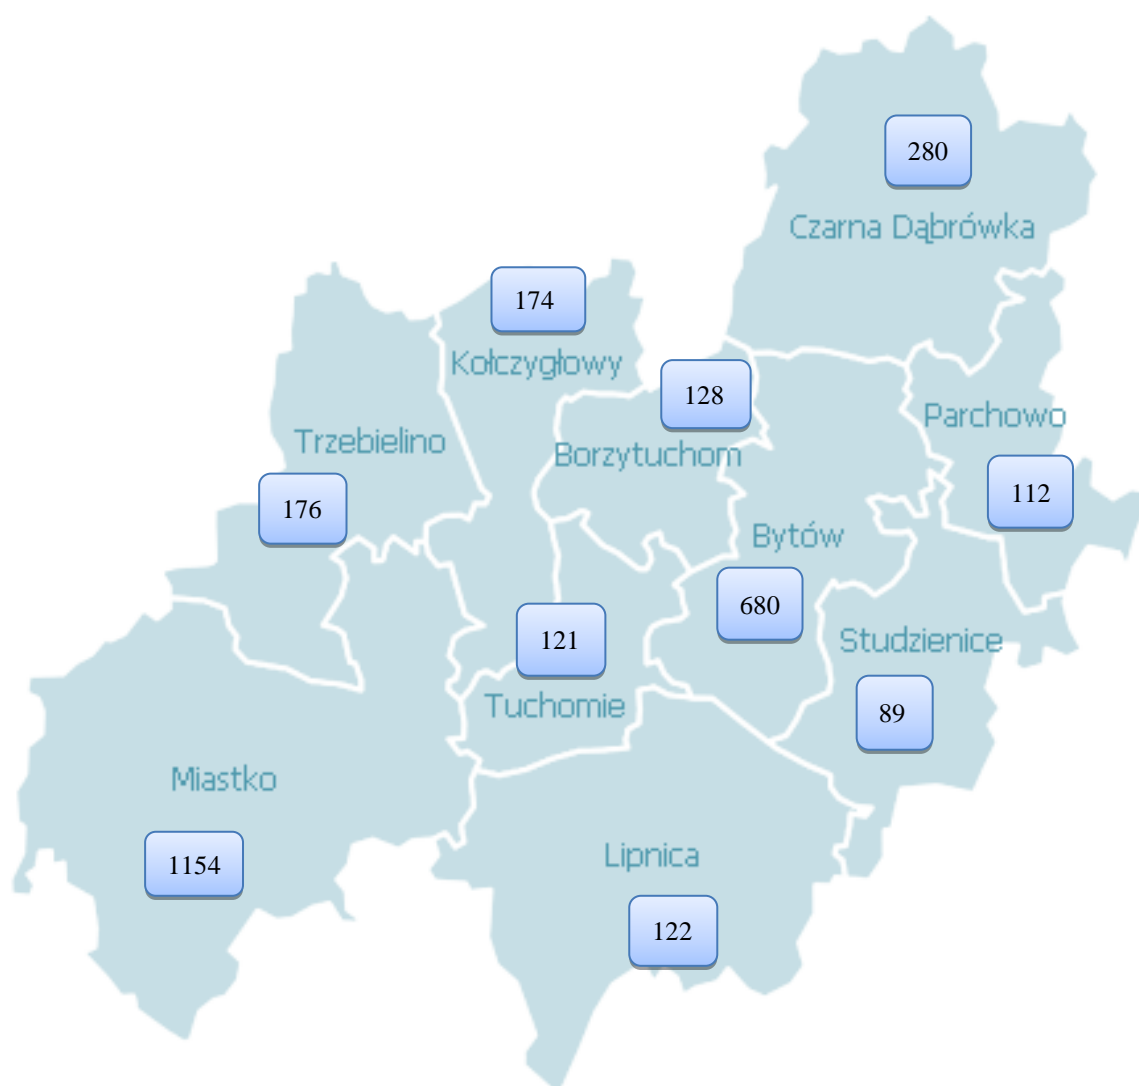 280
Czarna Dąbrówka
174
Kołczygłowy
128
Borzytuchom
Parchowo
112
Trzebielino
176
Bytów
680
121
Tuchomie
Studzienice
89
Miastko
1154
Lipnica
122